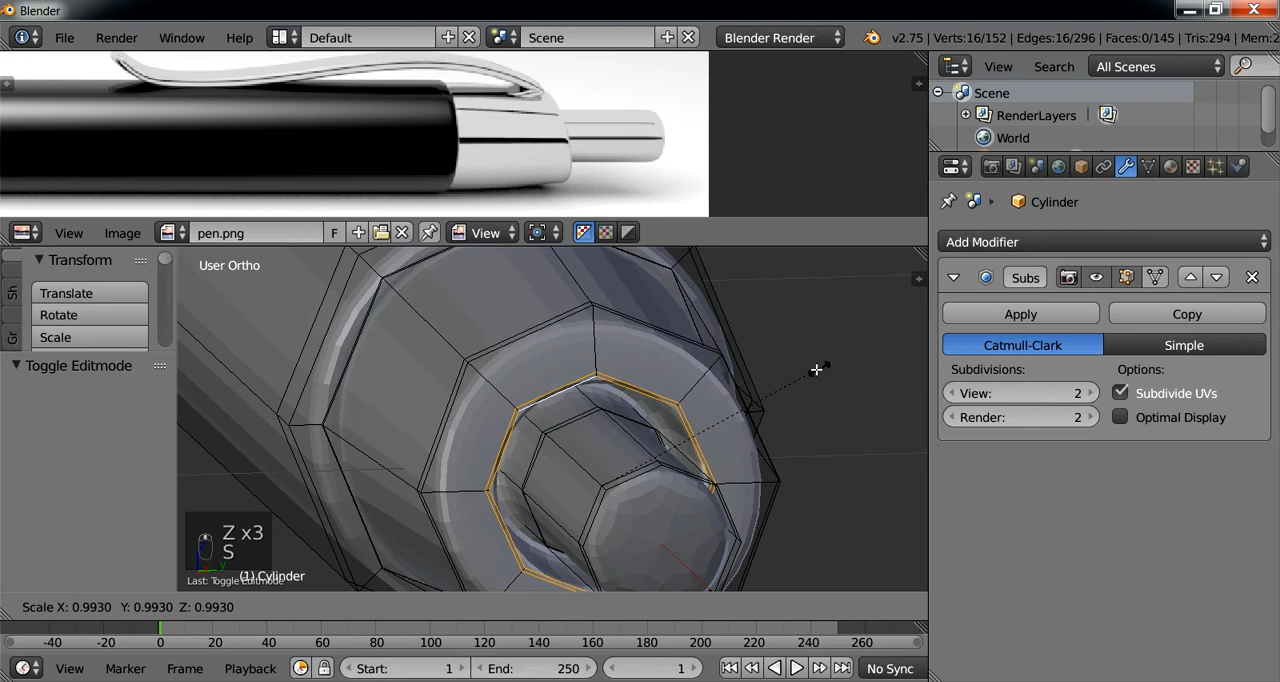 Blender
File Render Window Help Default Scene Blender Render v2.75 | Verts:16/152 | Edges:16/296 | Faces:0/145 | Tris:294 | Mem:2
View Search All Scenes
Scene
RenderLayers
World
Cylinder
View Image pen.png F View
Add Modifier
Transform
User Ortho
Subs
Translate
Sh
Rotate
Apply Copy
Scale
Gr
Catmull-Clark Simple
Toggle Editmode
Subdivisions: Options:
View: 2 Subdivide UVs
Render: 2 Optimal Display
Z x3
S
(1) Cylinder
Last: Toggle Editmode
Scale X: 0.9930 Y: 0.9930 Z: 0.9930
-40 -20 0 20 40 60 80 100 120 140 160 180 200 220 240 260
View Marker Frame Playback Start: 1 End: 250 1 No Sync